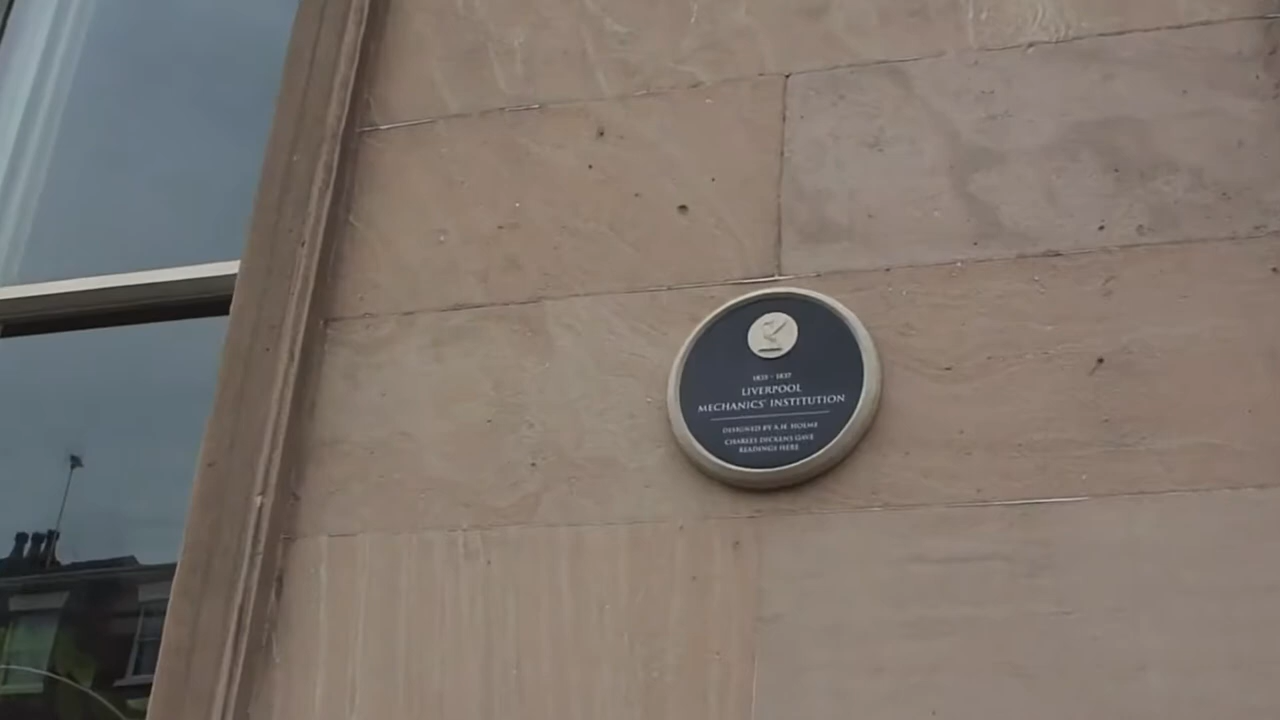 1835 - 1837
LIVERPOOL
MECHANICS' INSTITUTION
DESIGNED BY A.H. HOLME
CHARLES DICKENS GAVE
READINGS HERE